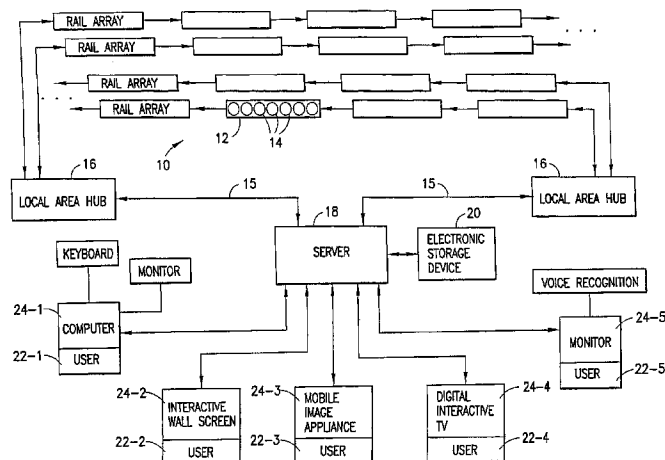 RAIL ARRAY
RAIL ARRAY
RAIL ARRAY
RAIL ARRAY
12
14
10
16
LOCAL AREA HUB
15
15
16
LOCAL AREA HUB
18
SERVER
20
ELECTRONIC
STORAGE
DEVICE
KEYBOARD
MONITOR
24-1
COMPUTER
22-1
USER
VOICE RECOGNITION
24-5
MONITOR
USER
22-5
24-2
INTERACTIVE
WALL SCREEN
22-2
USER
24-3
MOBILE
IMAGE
APPLIANCE
22-3
USER
24-4
DIGITAL
INTERACTIVE
TV
USER
22-4